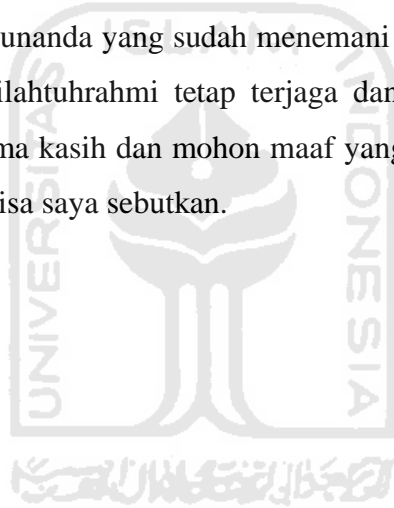 unanda yang sudah menemani
ilahtuhrahmi tetap terjaga dan
ma kasih dan mohon maaf yang
isa saya sebutkan.
ISLAM
UNIVERSITAS
INDONESIA